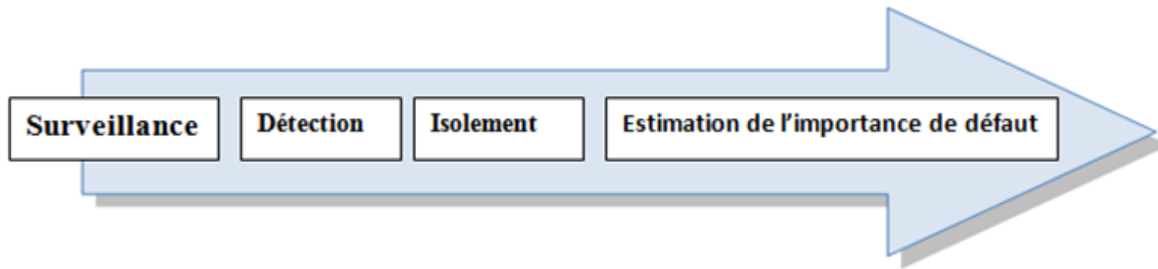 Surveillance
Détection
Isolement
Estimation de l'importance de défaut